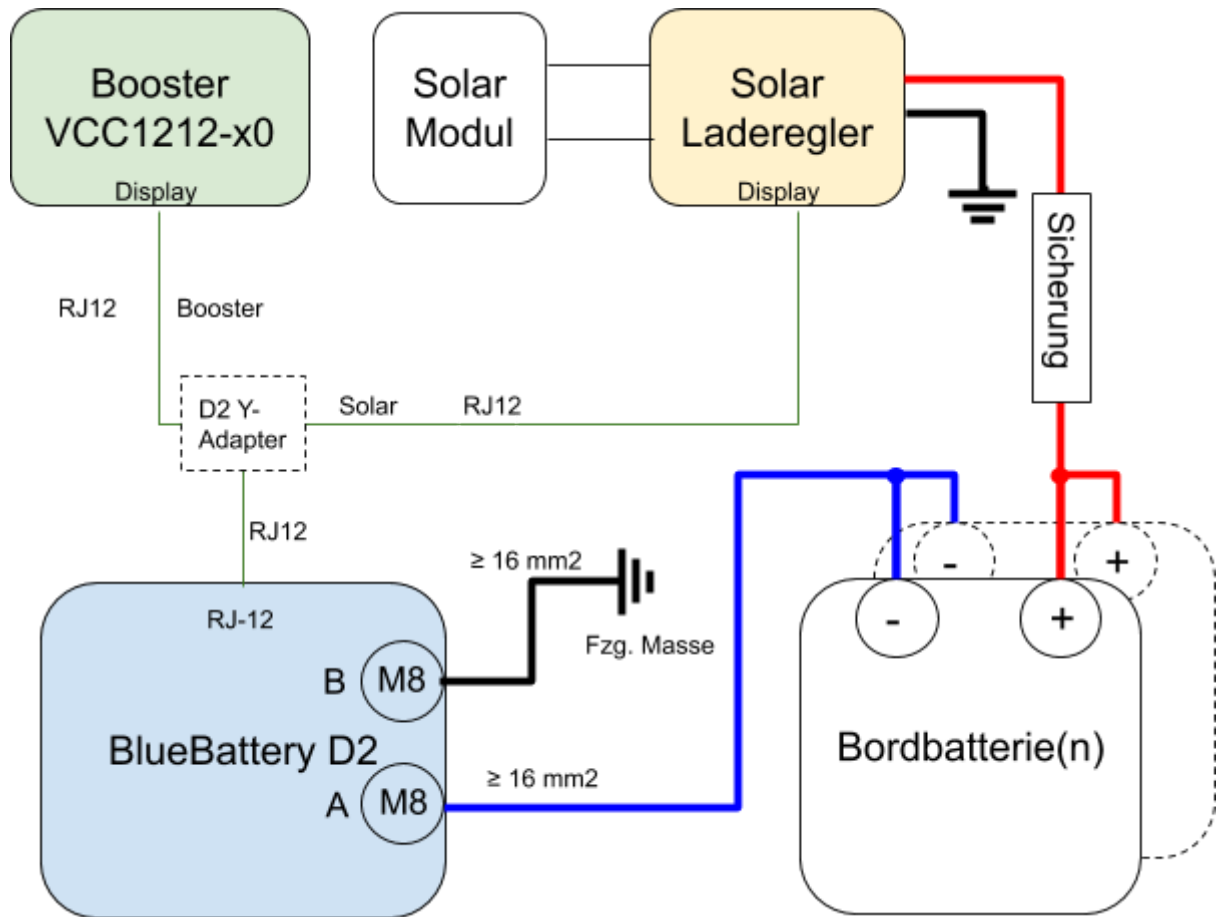 Booster
VCC1212-x0
Display
Solar
Modul
Solar
Laderegler
Display
Sicherung
RJ12
Booster
D2 Y-
Adapter
Solar
RJ12
RJ12
≥ 16 mm2
Fzg. Masse
RJ-12
B
M8
BlueBattery D2
A
M8
≥ 16 mm2
-
+
-
+
Bordbatterie(n)